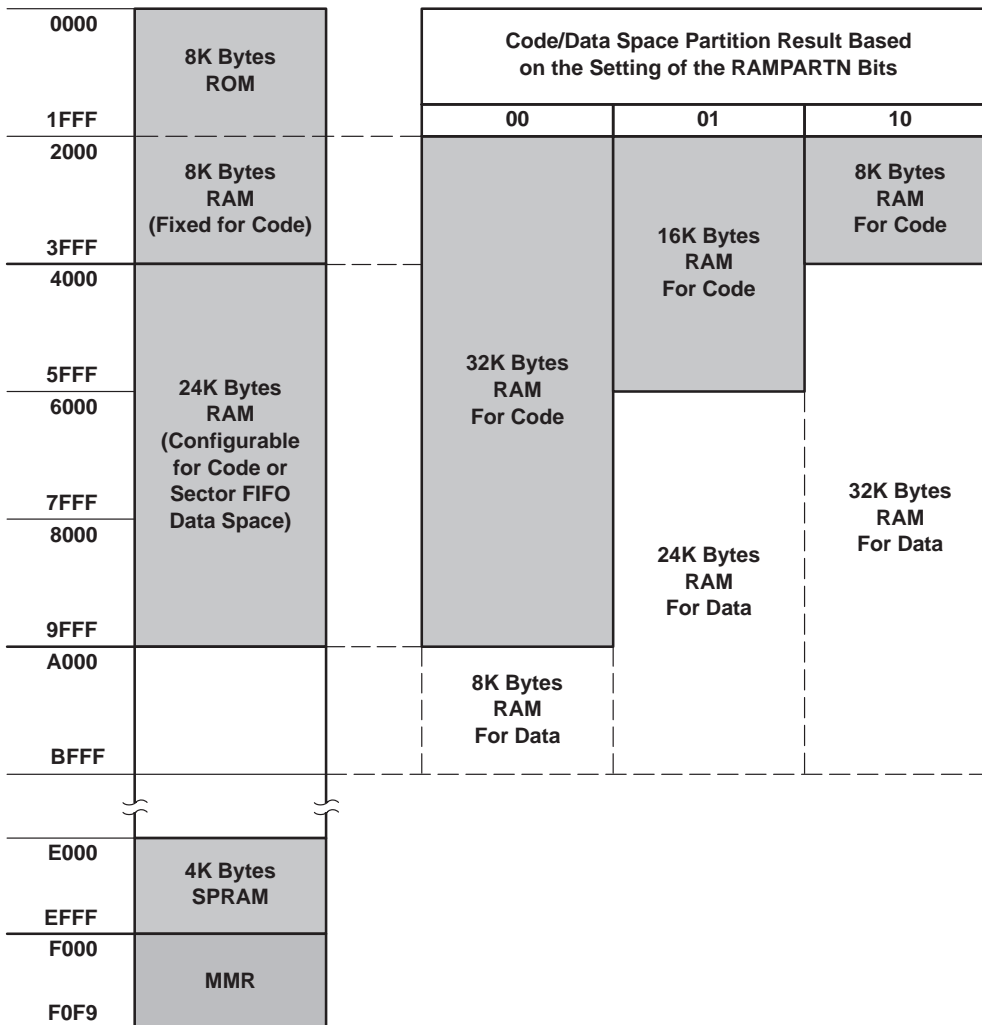 0000
8K Bytes
ROM
1FFF
2000
8K Bytes
RAM
(Fixed for Code)
3FFF
4000
5FFF
6000
24K Bytes
RAM
(Configurable
for Code or
Sector FIFO
Data Space)
7FFF
8000
9FFF
A000
BFFF
E000
4K Bytes
SPRAM
EFFF
F000
MMR
F0F9
Code/Data Space Partition Result Based
on the Setting of the RAMPARTN Bits
00
01
10
32K Bytes
RAM
For Code
8K Bytes
RAM
For Data
16K Bytes
RAM
For Code
24K Bytes
RAM
For Data
8K Bytes
RAM
For Code
32K Bytes
RAM
For Data